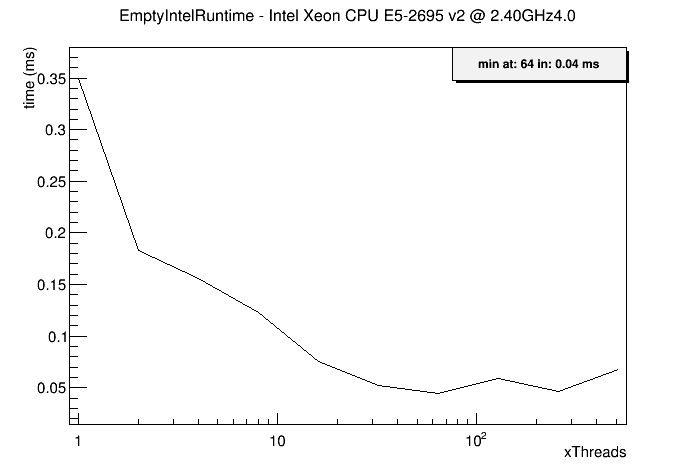 EmptyIntelRuntime - Intel Xeon CPU E5-2695 v2 @ 2.40GHz4.0
min at: 64 in: 0.04 ms
time (ms)
0.35
0.3
0.25
0.2
0.15
0.1
0.05
1 10 10²
xThreads